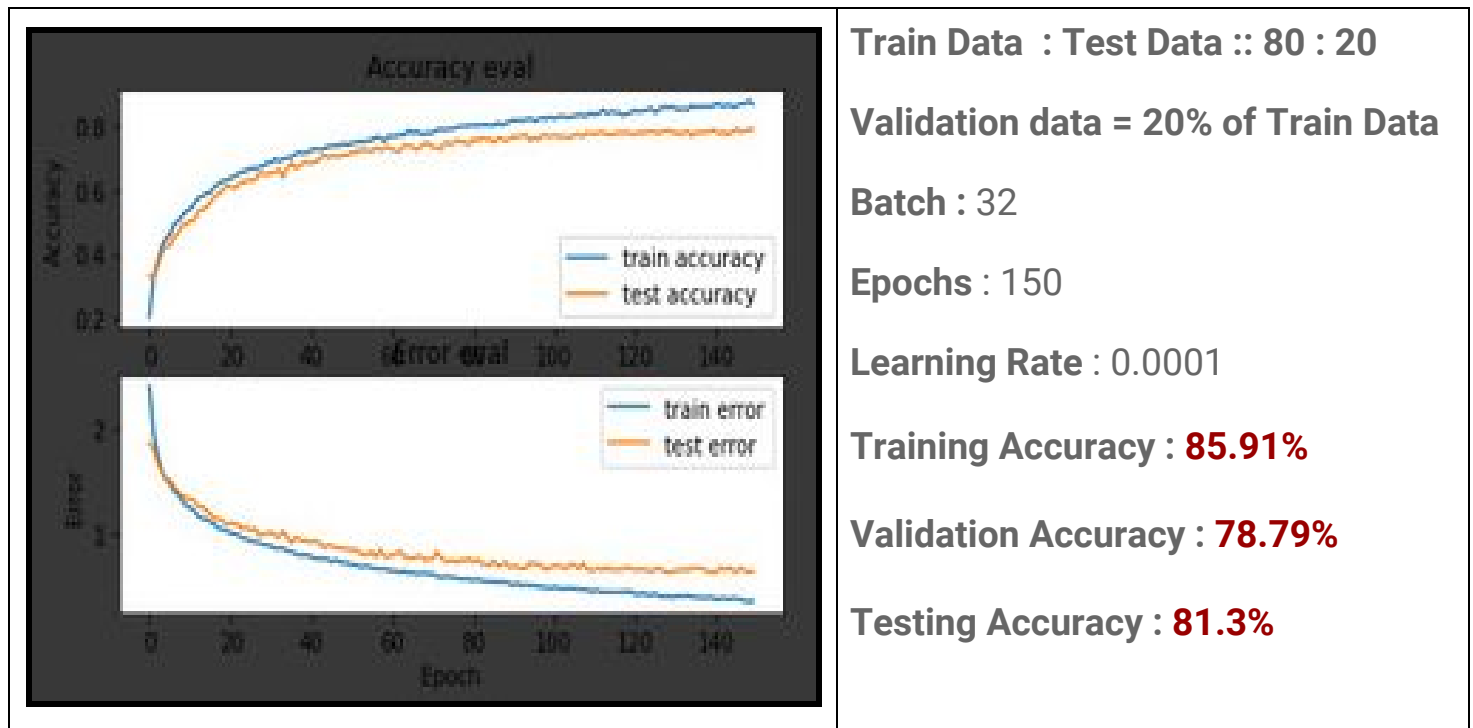 Accuracy eval
Accuracy
0.8
0.6
0.4
0.2
train accuracy
test accuracy
0 20 40 60 80 100 120 140
Error eval
Error
2
1
train error
test error
0 20 40 60 80 100 120 140
Epoch
Train Data : Test Data :: 80 : 20
Validation data = 20% of Train Data
Batch : 32
Epochs : 150
Learning Rate : 0.0001
Training Accuracy : 85.91%
Validation Accuracy : 78.79%
Testing Accuracy : 81.3%